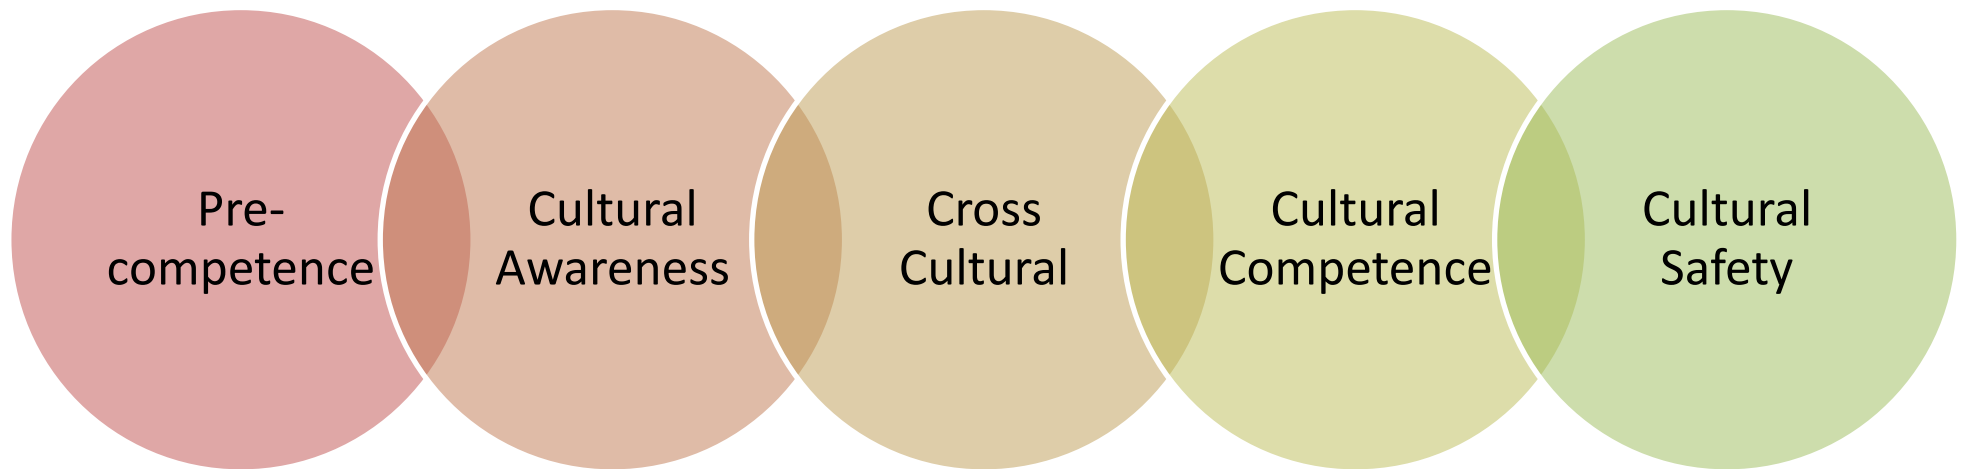 Pre-
competence
Cultural
Awareness
Cross
Cultural
Cultural
Competence
Cultural
Safety